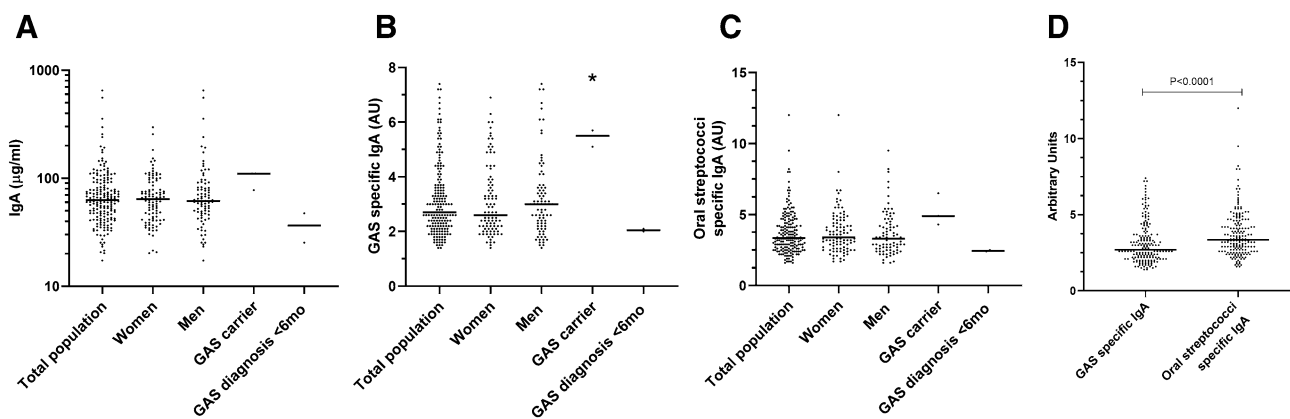 A
IgA (µg/ml)
1000
100
10
Total population
Women
Men
GAS carrier
GAS diagnosis <6mo
B
GAS specific IgA (AU)
8
6
4
2
0
*
Total population
Women
Men
GAS carrier
GAS diagnosis <6mo
C
Oral streptococci
specific IgA (AU)
15
10
5
0
Total population
Women
Men
GAS carrier
GAS diagnosis <6mo
D
Arbitrary Units
15
10
5
0
P<0.0001
GAS specific IgA
Oral streptococci
specific IgA